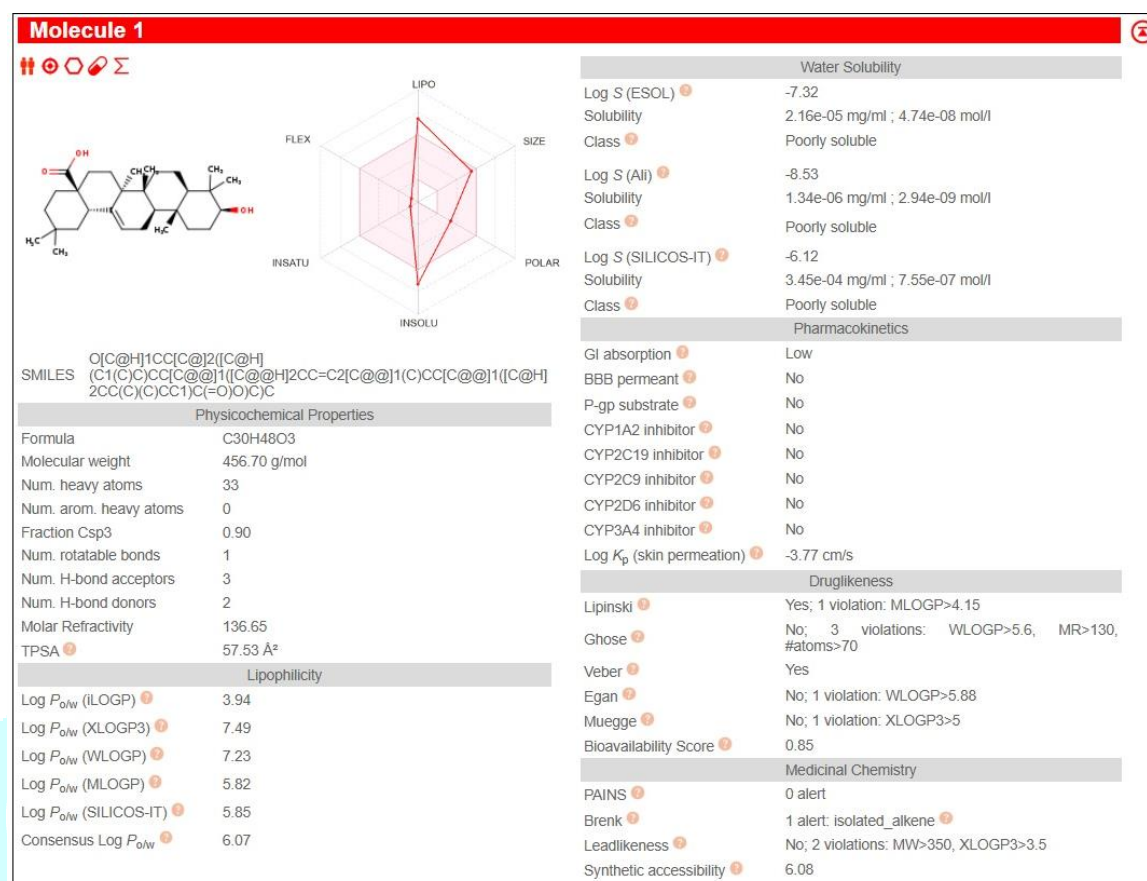 Molecule 1
LIPO
FLEX
SIZE
INSATU
POLAR
INSOLU
OH
O
CH₃
CH₃
CH₃
CH₃
OH
H₃C
H₃C
CH₃
SMILES
O[C@H]1CC[C@]2([C@H]
(C1(C)C)CC[C@@]1([C@@H]2CC=C2[C@@]1(C)CC[C@@]1([C@H]
2CC(C)(C)CC1)C(=O)O)C)C
Physicochemical Properties
Formula C30H48O3
Molecular weight 456.70 g/mol
Num. heavy atoms 33
Num. arom. heavy atoms 0
Fraction Csp3 0.90
Num. rotatable bonds 1
Num. H-bond acceptors 3
Num. H-bond donors 2
Molar Refractivity 136.65
TPSA ? 57.53 Å²
Lipophilicity
Log Po/w (iLOGP) ? 3.94
Log Po/w (XLOGP3) ? 7.49
Log Po/w (WLOGP) ? 7.23
Log Po/w (MLOGP) ? 5.82
Log Po/w (SILICOS-IT) ? 5.85
Consensus Log Po/w ? 6.07
Water Solubility
Log S (ESOL) ? -7.32
Solubility 2.16e-05 mg/ml ; 4.74e-08 mol/l
Class ? Poorly soluble
Log S (Ali) ? -8.53
Solubility 1.34e-06 mg/ml ; 2.94e-09 mol/l
Class ? Poorly soluble
Log S (SILICOS-IT) ? -6.12
Solubility 3.45e-04 mg/ml ; 7.55e-07 mol/l
Class ? Poorly soluble
Pharmacokinetics
GI absorption ? Low
BBB permeant ? No
P-gp substrate ? No
CYP1A2 inhibitor ? No
CYP2C19 inhibitor ? No
CYP2C9 inhibitor ? No
CYP2D6 inhibitor ? No
CYP3A4 inhibitor ? No
Log Kp (skin permeation) ? -3.77 cm/s
Druglikeness
Lipinski ? Yes; 1 violation: MLOGP>4.15
Ghose ? No; 3 violations: WLOGP>5.6, MR>130,
#atoms>70
Veber ? Yes
Egan ? No; 1 violation: WLOGP>5.88
Muegge ? No; 1 violation: XLOGP3>5
Bioavailability Score ? 0.85
Medicinal Chemistry
PAINS ? 0 alert
Brenk ? 1 alert: isolated_alkene ?
Leadlikeness ? No; 2 violations: MW>350, XLOGP3>3.5
Synthetic accessibility ? 6.08